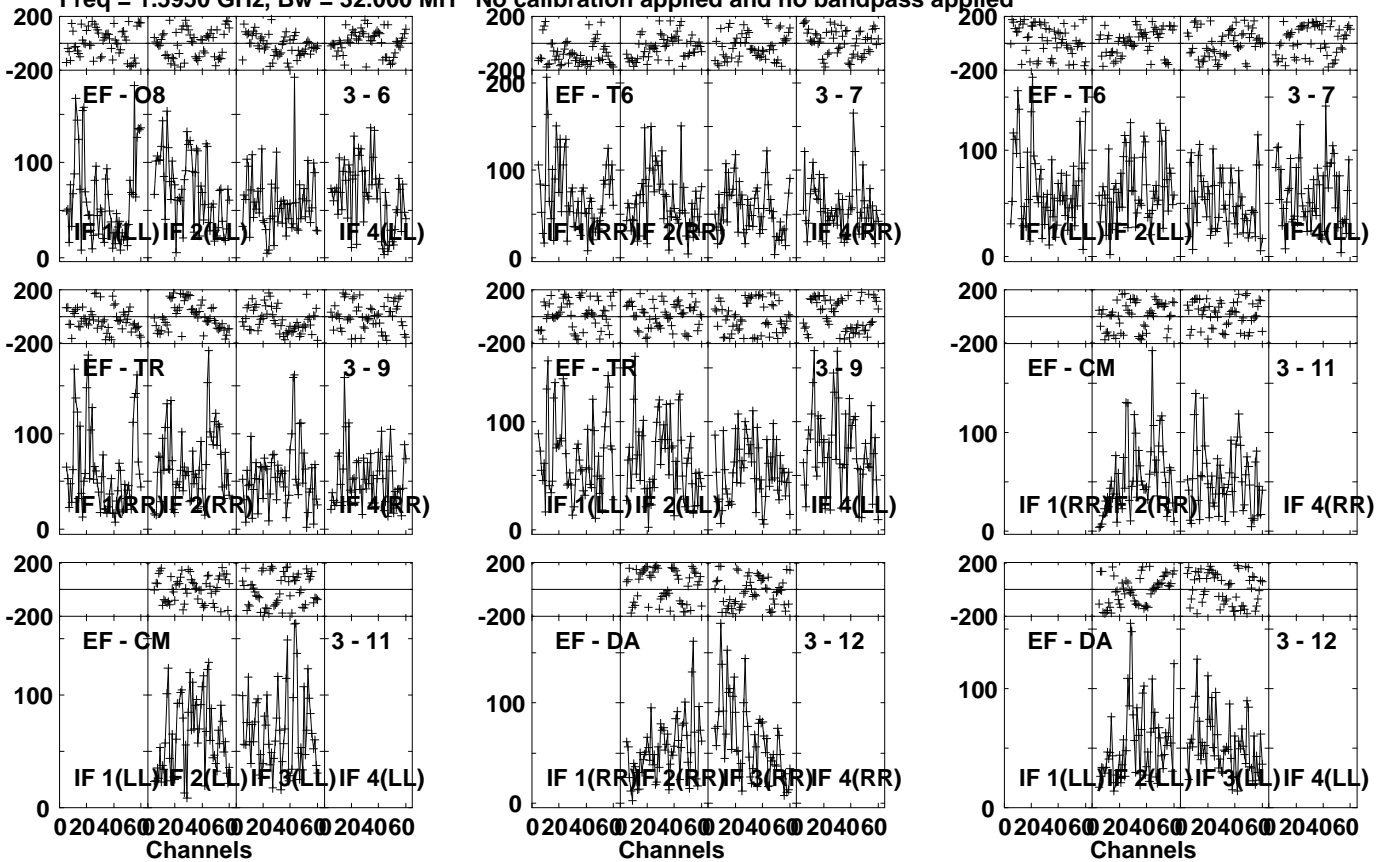 Freq = 1.5950 GHz, Bw = 32.000 MH No calibration applied and no bandpass applied
200
-200
EF - O8
3 - 6
100
IF 1(LL)
IF 2(LL)
IF 4(LL)
0
200
-200
200
EF - T6
3 - 7
100
IF 1(RR)
IF 2(RR)
IF 4(RR)
0
200
-200
EF - T6
3 - 7
100
IF 1(LL)
IF 2(LL)
IF 4(LL)
0
200
-200
EF - TR
3 - 9
100
IF 1(RR)
IF 2(RR)
IF 4(RR)
0
200
-200
EF - TR
3 - 9
100
IF 1(LL)
IF 2(LL)
IF 4(LL)
0
200
-200
EF - CM
3 - 11
100
IF 1(RR)
IF 2(RR)
IF 4(RR)
0
200
-200
EF - CM
3 - 11
100
IF 1(LL)
IF 2(LL)
IF 3(LL)
IF 4(LL)
0
0 20 40 60 0 20 40 60 0 20 40 60 0 20 40 60
Channels
200
-200
EF - DA
3 - 12
100
IF 1(RR)
IF 2(RR)
IF 3(RR)
IF 4(RR)
0
0 20 40 60 0 20 40 60 0 20 40 60 0 20 40 60
Channels
200
-200
EF - DA
3 - 12
100
IF 1(LL)
IF 2(LL)
IF 3(LL)
IF 4(LL)
0
0 20 40 60 0 20 40 60 0 20 40 60 0 20 40 60
Channels